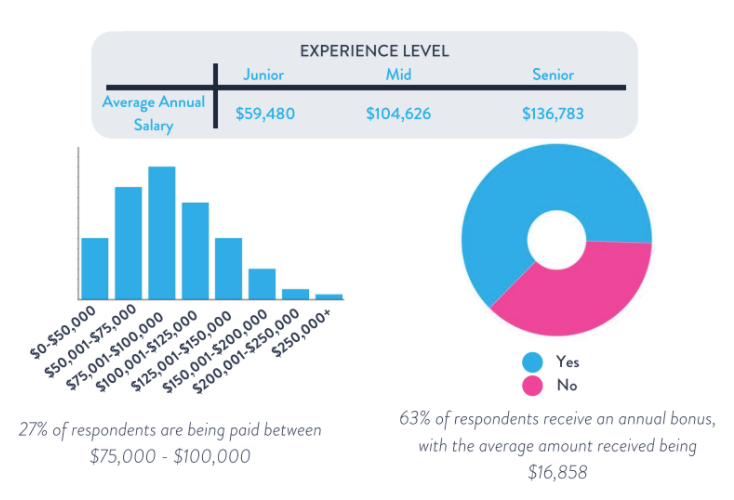 EXPERIENCE LEVEL
Junior Mid Senior
Average Annual
Salary
$59,480 $104,626 $136,783
$0-$50,000
$50,001-$75,000
$75,001-$100,000
$100,001-$125,000
$125,001-$150,000
$150,001-$200,000
$200,001-$250,000
$250,000+
27% of respondents are being paid between
$75,000 - $100,000
Yes
No
63% of respondents receive an annual bonus,
with the average amount received being
$16,858